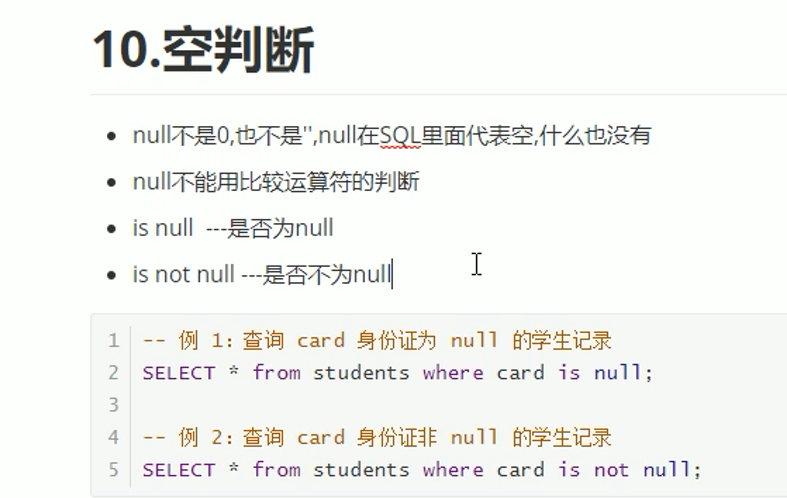 10.空判断
null不是0,也不是'',null在SQL里面代表空,什么也没有
null不能用比较运算符的判断
is null ---是否为null
is not null ---是否不为null
1 -- 例 1：查询 card 身份证为 null 的学生记录
2 SELECT * from students where card is null;
3
4 -- 例 2：查询 card 身份证非 null 的学生记录
5 SELECT * from students where card is not null;